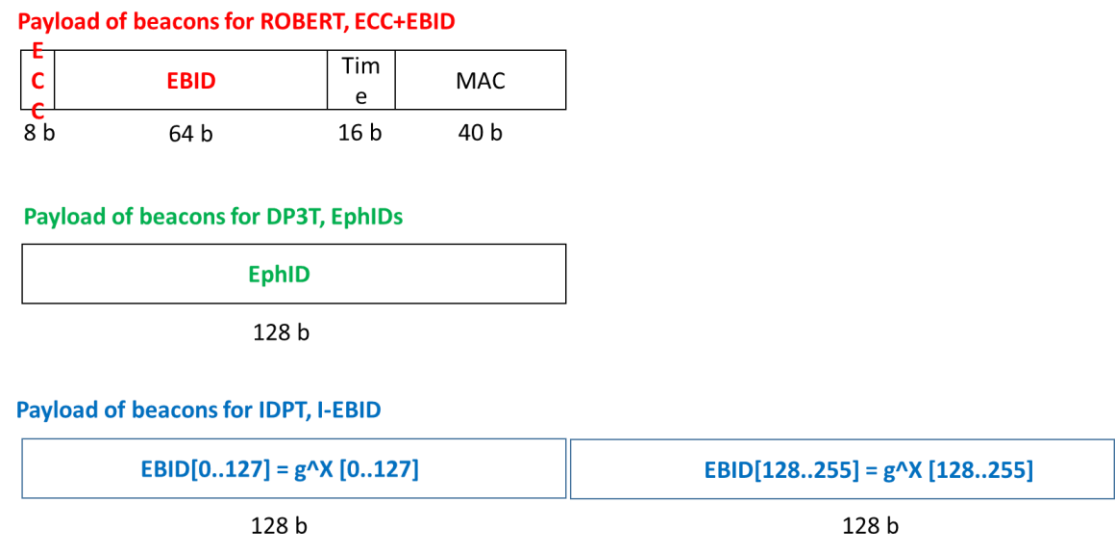 Payload of beacons for ROBERT, ECC+EBID
E
C
C
EBID
Tim
e
MAC
8 b
64 b
16 b
40 b
Payload of beacons for DP3T, EphIDs
EphID
128 b
Payload of beacons for IDPT, I-EBID
EBID[0..127] = g^X [0..127]
EBID[128..255] = g^X [128..255]
128 b
128 b